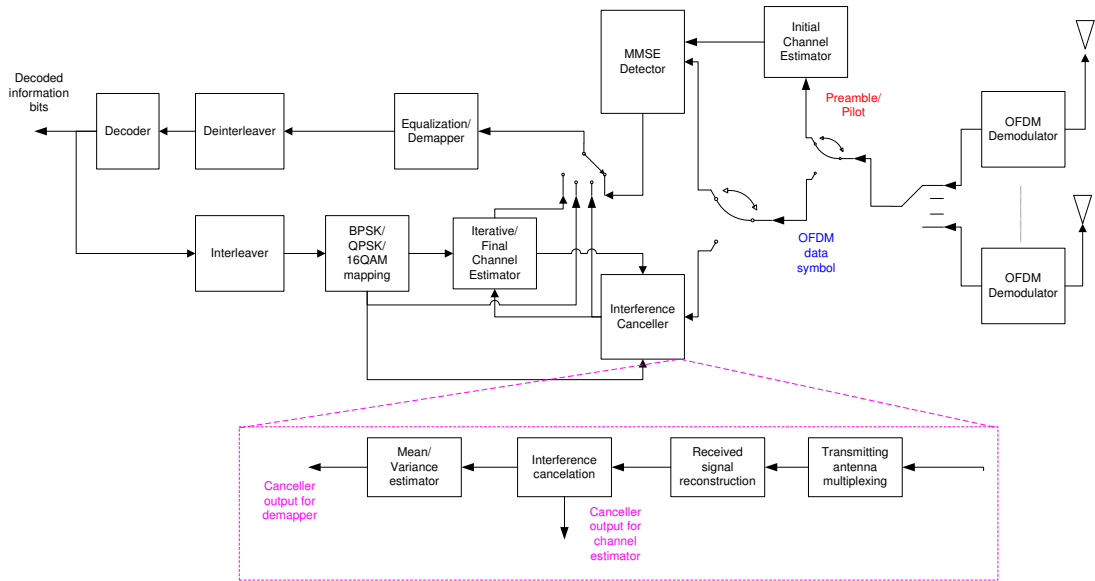 Initial
Channel
Estimator
MMSE
Detector
Decoded
information
bits
Preamble/
Pilot
OFDM
Demodulator
Decoder
Deinterleaver
Equalization/
Demapper
Interleaver
BPSK/
QPSK/
16QAM
mapping
Iterative/
Final
Channel
Estimator
OFDM
data
symbol
OFDM
Demodulator
Interference
Canceller
Mean/
Variance
estimator
Interference
cancelation
Received
signal
reconstruction
Transmitting
antenna
multiplexing
Canceller
output for
demapper
Canceller
output for
channel
estimator